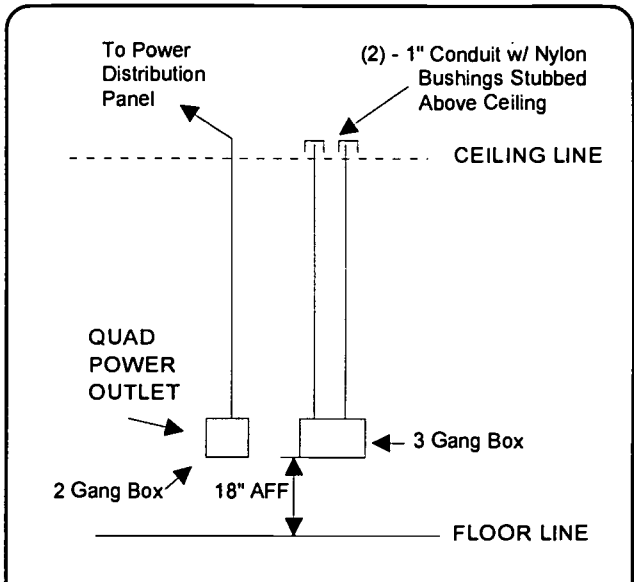 To Power
Distribution
Panel
(2) - 1" Conduit w/ Nylon
Bushings Stubbed
Above Ceiling
CEILING LINE
QUAD
POWER
OUTLET
3 Gang Box
2 Gang Box
18" AFF
FLOOR LINE